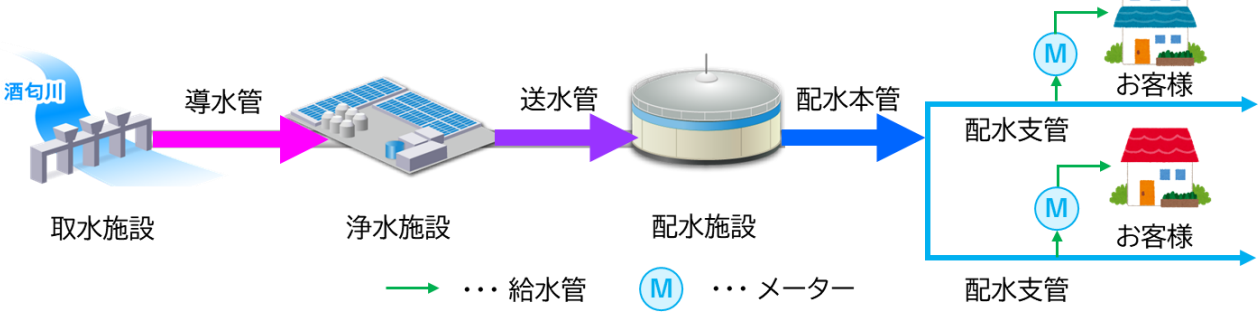 酒匂川
導水管
送水管
配水本管
M
お客様
配水支管
M
お客様
取水施設
浄水施設
配水施設
・・・給水管
M ・・・メーター
配水支管